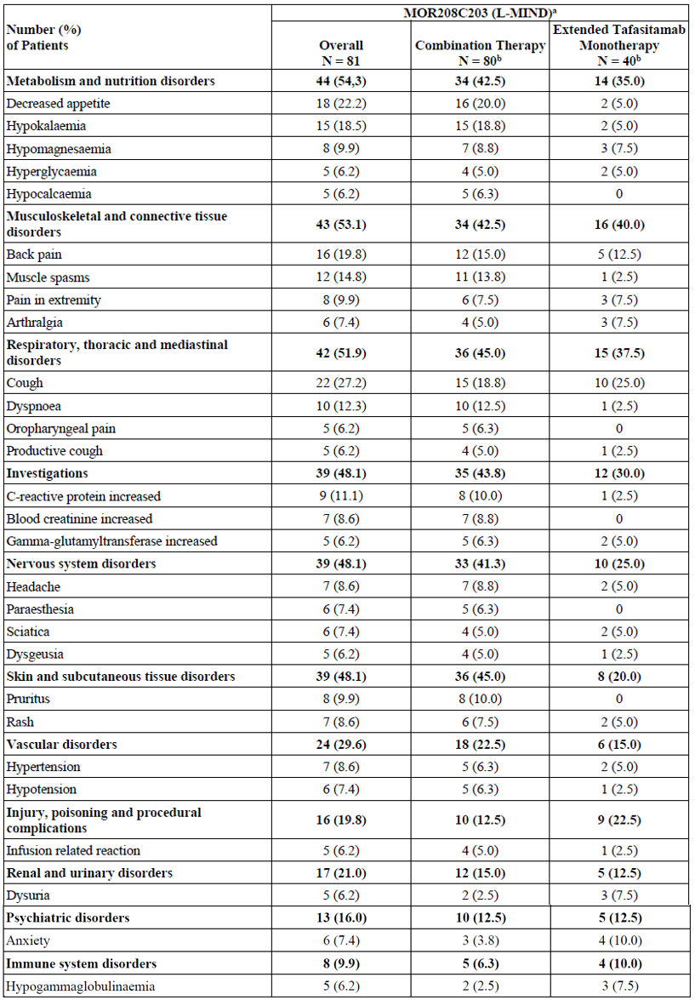 Number (%)
of Patients
MOR208C203 (L-MIND)ᵃ
Overall
N = 81
Combination Therapy
N = 80ᵇ
Extended Tafasitamab
Monotherapy
N = 40ᵇ
Metabolism and nutrition disorders 44 (54,3) 34 (42.5) 14 (35.0)
Decreased appetite 18 (22.2) 16 (20.0) 2 (5.0)
Hypokalaemia 15 (18.5) 15 (18.8) 2 (5.0)
Hypomagnesaemia 8 (9.9) 7 (8.8) 3 (7.5)
Hyperglycaemia 5 (6.2) 4 (5.0) 2 (5.0)
Hypocalcaemia 5 (6.2) 5 (6.3) 0
Musculoskeletal and connective tissue
disorders 43 (53.1) 34 (42.5) 16 (40.0)
Back pain 16 (19.8) 12 (15.0) 5 (12.5)
Muscle spasms 12 (14.8) 11 (13.8) 1 (2.5)
Pain in extremity 8 (9.9) 6 (7.5) 3 (7.5)
Arthralgia 6 (7.4) 4 (5.0) 3 (7.5)
Respiratory, thoracic and mediastinal
disorders 42 (51.9) 36 (45.0) 15 (37.5)
Cough 22 (27.2) 15 (18.8) 10 (25.0)
Dyspnoea 10 (12.3) 10 (12.5) 1 (2.5)
Oropharyngeal pain 5 (6.2) 5 (6.3) 0
Productive cough 5 (6.2) 4 (5.0) 1 (2.5)
Investigations 39 (48.1) 35 (43.8) 12 (30.0)
C-reactive protein increased 9 (11.1) 8 (10.0) 1 (2.5)
Blood creatinine increased 7 (8.6) 7 (8.8) 0
Gamma-glutamyltransferase increased 5 (6.2) 5 (6.3) 2 (5.0)
Nervous system disorders 39 (48.1) 33 (41.3) 10 (25.0)
Headache 7 (8.6) 7 (8.8) 2 (5.0)
Paraesthesia 6 (7.4) 5 (6.3) 0
Sciatica 6 (7.4) 4 (5.0) 2 (5.0)
Dysgeusia 5 (6.2) 4 (5.0) 1 (2.5)
Skin and subcutaneous tissue disorders 39 (48.1) 36 (45.0) 8 (20.0)
Pruritus 8 (9.9) 8 (10.0) 0
Rash 7 (8.6) 6 (7.5) 2 (5.0)
Vascular disorders 24 (29.6) 18 (22.5) 6 (15.0)
Hypertension 7 (8.6) 5 (6.3) 2 (5.0)
Hypotension 6 (7.4) 5 (6.3) 1 (2.5)
Injury, poisoning and procedural
complications 16 (19.8) 10 (12.5) 9 (22.5)
Infusion related reaction 5 (6.2) 4 (5.0) 1 (2.5)
Renal and urinary disorders 17 (21.0) 12 (15.0) 5 (12.5)
Dysuria 5 (6.2) 2 (2.5) 3 (7.5)
Psychiatric disorders 13 (16.0) 10 (12.5) 5 (12.5)
Anxiety 6 (7.4) 3 (3.8) 4 (10.0)
Immune system disorders 8 (9.9) 5 (6.3) 4 (10.0)
Hypogammaglobulinaemia 5 (6.2) 2 (2.5) 3 (7.5)